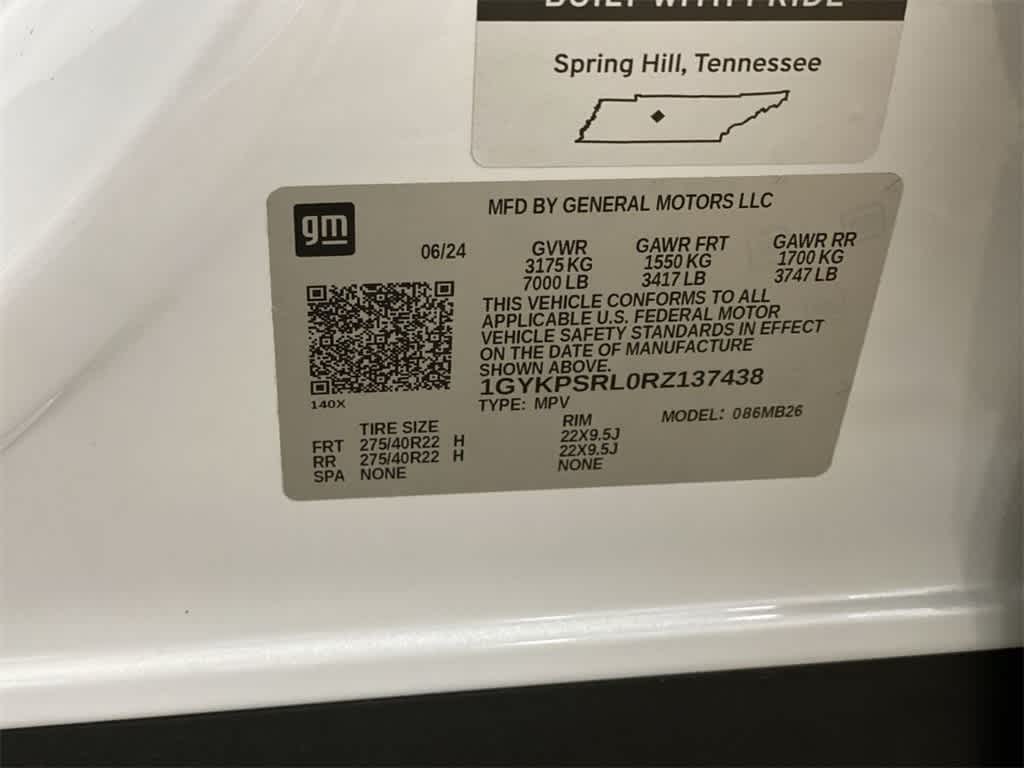 BUILT WITH PRIDE
Spring Hill, Tennessee
gm
MFD BY GENERAL MOTORS LLC
06/24
GVWR GAWR FRT GAWR RR
3175 KG 1550 KG 1700 KG
7000 LB 3417 LB 3747 LB
THIS VEHICLE CONFORMS TO ALL
APPLICABLE U.S. FEDERAL MOTOR
VEHICLE SAFETY STANDARDS IN EFFECT
ON THE DATE OF MANUFACTURE
SHOWN ABOVE.
1GYKPSRL0RZ137438
140X
TYPE: MPV MODEL: 086MB26
TIRE SIZE RIM
FRT 275/40R22 H 22X9.5J
RR 275/40R22 H 22X9.5J
SPA NONE NONE